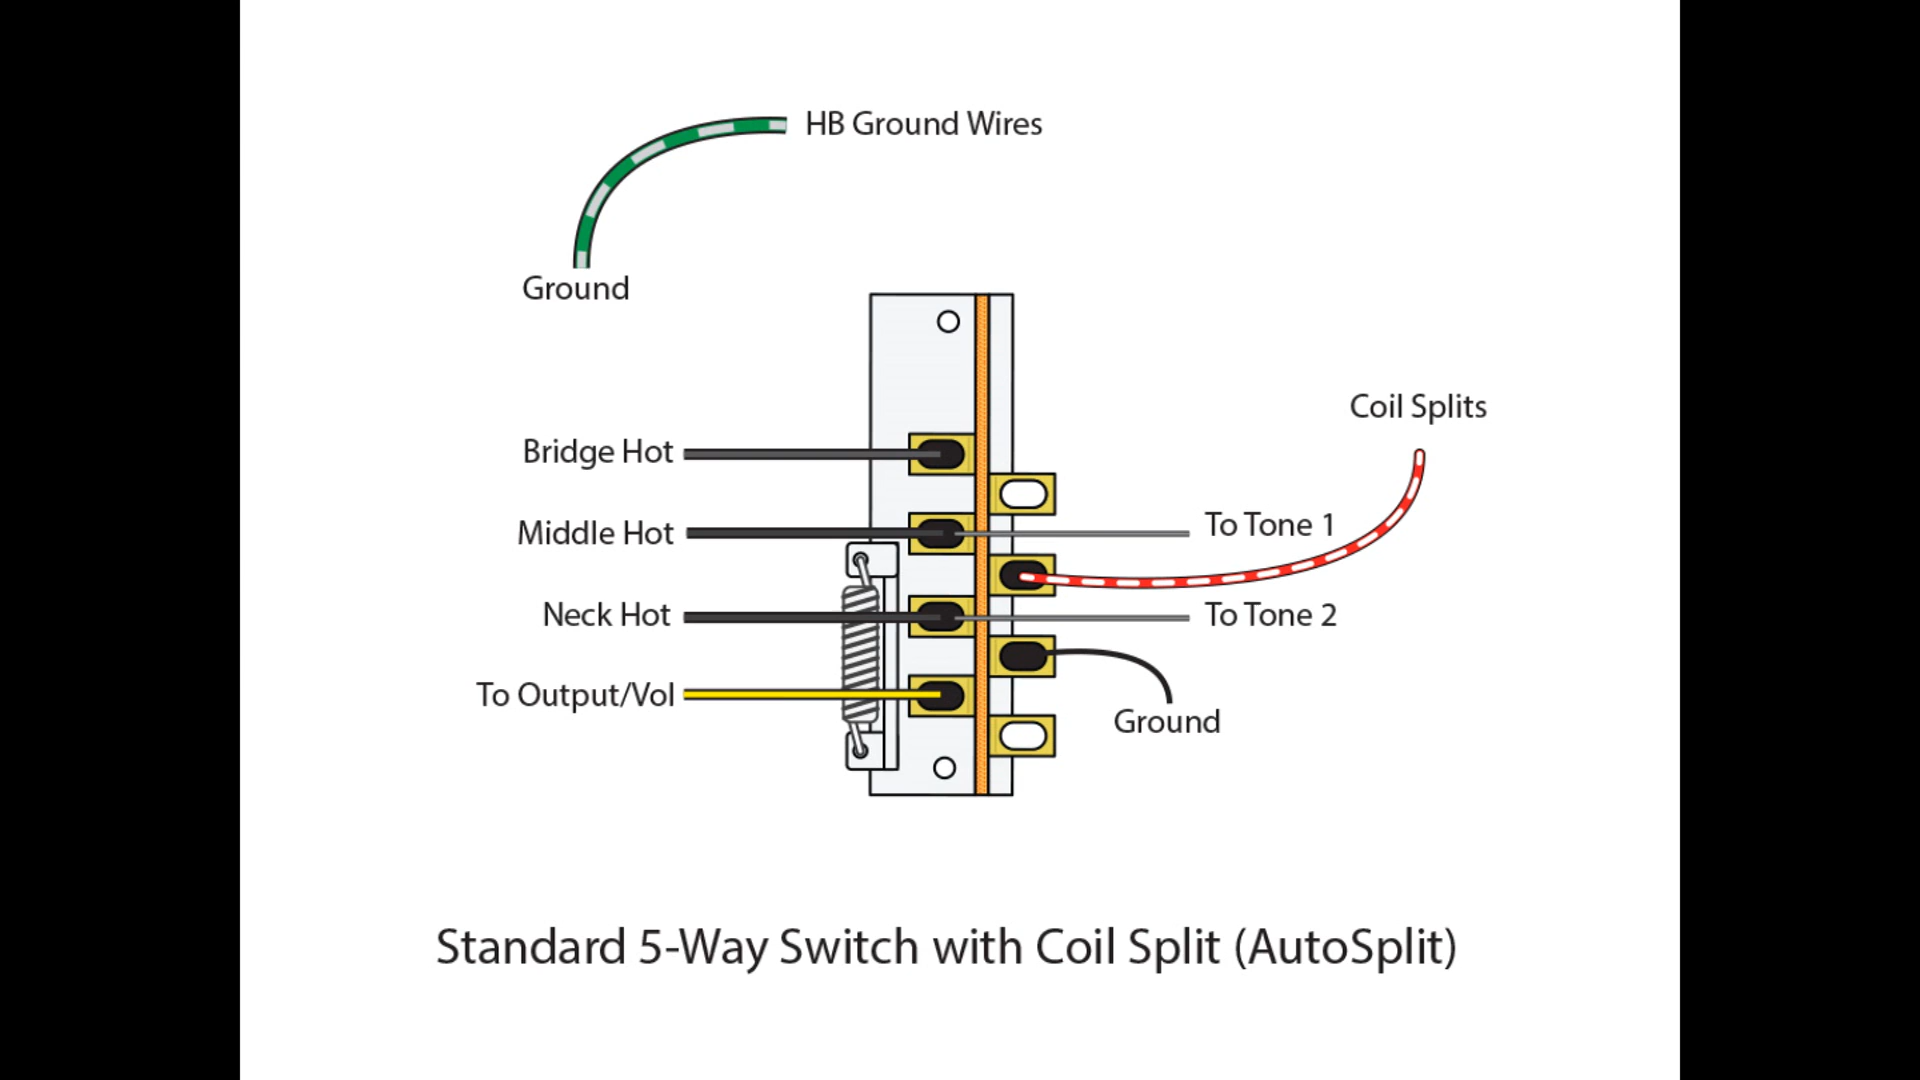 HB Ground Wires
Ground
Coil Splits
Bridge Hot
To Tone 1
Middle Hot
To Tone 2
Neck Hot
To Output/Vol
Ground
Standard 5-Way Switch with Coil Split (AutoSplit)